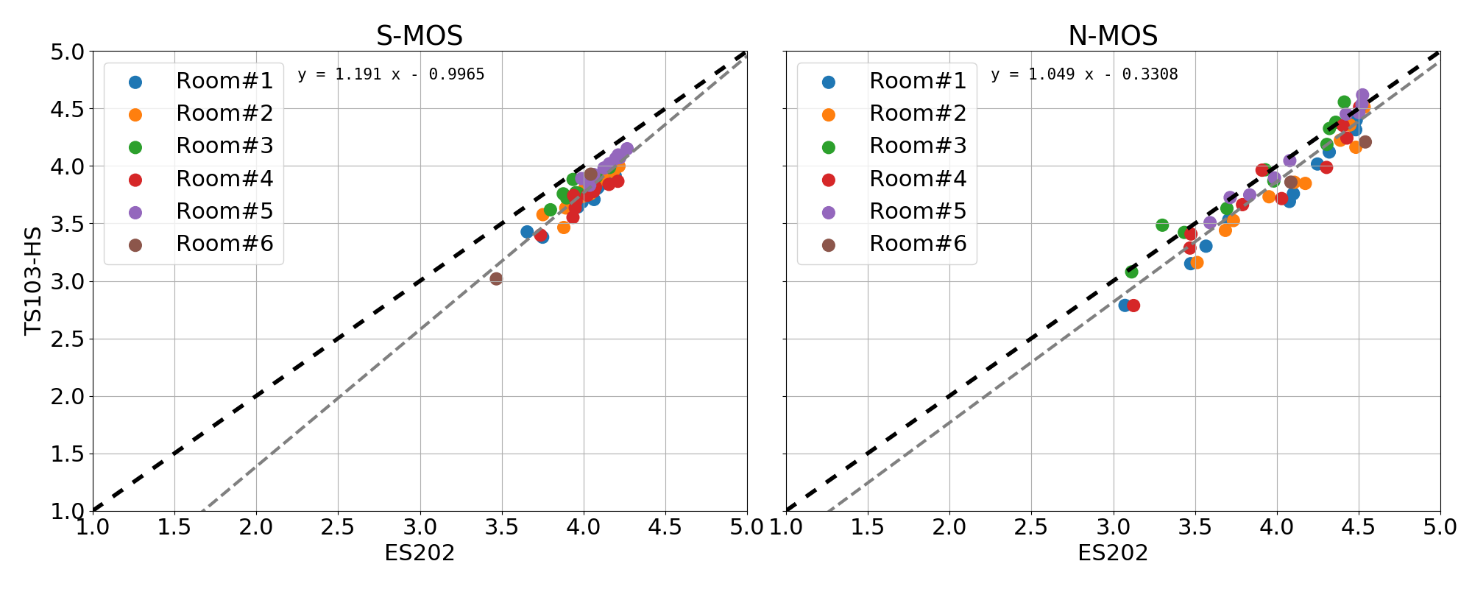 S-MOS
N-MOS
y = 1.191 x - 0.9965
Room#1
Room#2
Room#3
Room#4
Room#5
Room#6
5.0
4.5
4.0
3.5
3.0
2.5
2.0
1.5
1.0
TS103-HS
1.0 1.5 2.0 2.5 3.0 3.5 4.0 4.5 5.0
ES202
y = 1.049 x - 0.3308
Room#1
Room#2
Room#3
Room#4
Room#5
Room#6
1.0 1.5 2.0 2.5 3.0 3.5 4.0 4.5 5.0
ES202